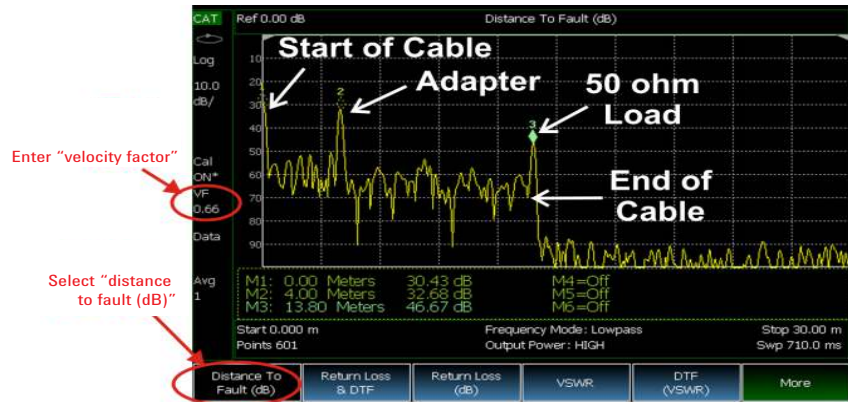 CAT
Ref 0.00 dB
Distance To Fault (dB)
Log
10.0
dB/
Cal
ON*
VF
0.66
Data
Avg
1
10
20
30
40
50
60
70
80
90
Start of Cable
2
Adapter
50 ohm
Load
3
End of
Cable
Enter “velocity factor”
Select “distance
to fault (dB)”
M1: 0.00 Meters 30.43 dB M4=Off
M2: 4.00 Meters 32.68 dB M5=Off
M3: 13.80 Meters 46.67 dB M6=Off
Start 0.000 m Frequency Mode: Lowpass Stop 30.00 m
Points 601 Output Power: HIGH Swp 710.0 ms
Distance To
Fault (dB)
Return Loss
& DTF
Return Loss
(dB)
VSWR
DTF
(VSWR)
More